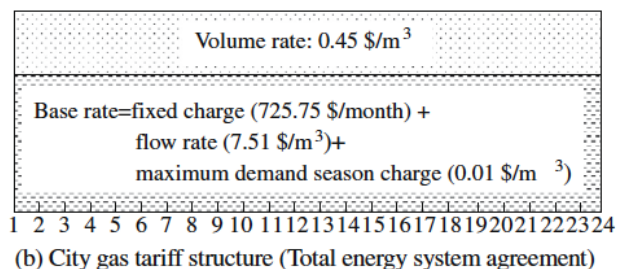 Volume rate: 0.45 $/m³
Base rate=fixed charge (725.75 $/month) +
flow rate (7.51 $/m³)+
maximum demand season charge (0.01 $/m ³)
1 2 3 4 5 6 7 8 9 10 11 12 13 14 15 16 17 18 19 20 21 22 23 24
(b) City gas tariff structure (Total energy system agreement)